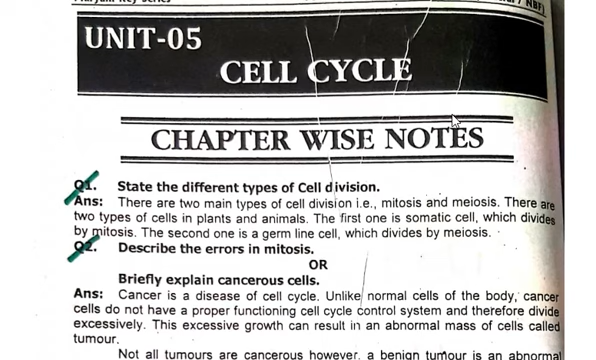 UNIT-05
CELL CYCLE
CHAPTER WISE NOTES
Q1. State the different types of Cell division.
Ans: There are two main types of cell division i.e., mitosis and meiosis. There are
two types of cells in plants and animals. The first one is somatic cell, which divides
by mitosis. The second one is a germ line cell, which divides by meiosis.
Q2. Describe the errors in mitosis.
OR
Briefly explain cancerous cells.
Ans: Cancer is a disease of cell cycle. Unlike normal cells of the body, cancer
cells do not have a proper functioning cell cycle control system and therefore divide
excessively. This excessive growth can result in an abnormal mass of cells called
tumour.
Not all tumours are cancerous however, a benign tumour is an abnormal